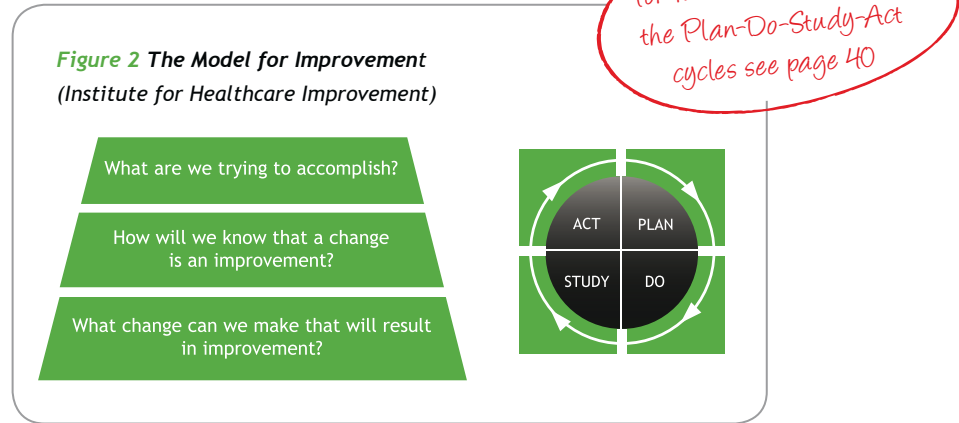 the Plan-Do-Study-Act
cycles see page 40
Figure 2 The Model for Improvement
(Institute for Healthcare Improvement)
What are we trying to accomplish?
How will we know that a change
is an improvement?
What change can we make that will result
in improvement?
ACT PLAN
STUDY DO